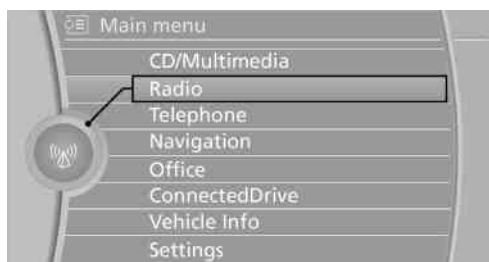 Main menu
CD/Multimedia
Radio
Telephone
Navigation
Office
ConnectedDrive
Vehicle Info
Settings